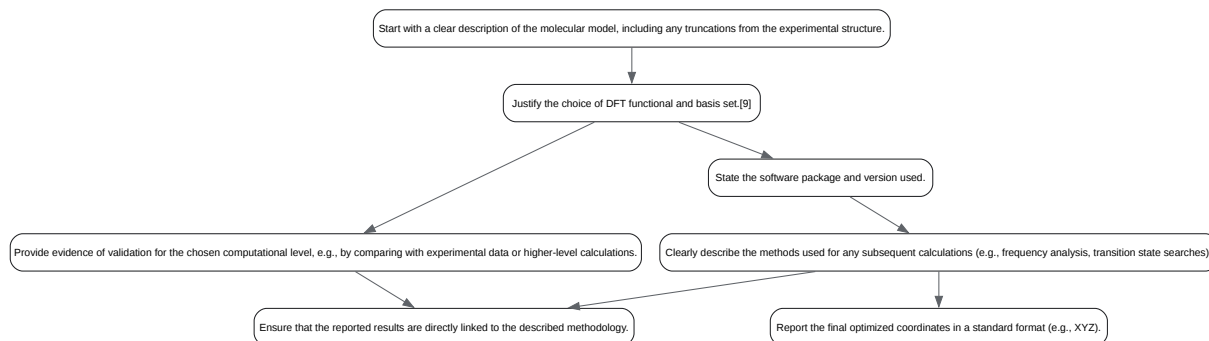 Start with a clear description of the molecular model, including any truncations from the experimental structure.
Justify the choice of DFT functional and basis set.[9]
State the software package and version used.
Provide evidence of validation for the chosen computational level, e.g., by comparing with experimental data or higher-level calculations.
Clearly describe the methods used for any subsequent calculations (e.g., frequency analysis, transition state searches)
Ensure that the reported results are directly linked to the described methodology.
Report the final optimized coordinates in a standard format (e.g., XYZ).